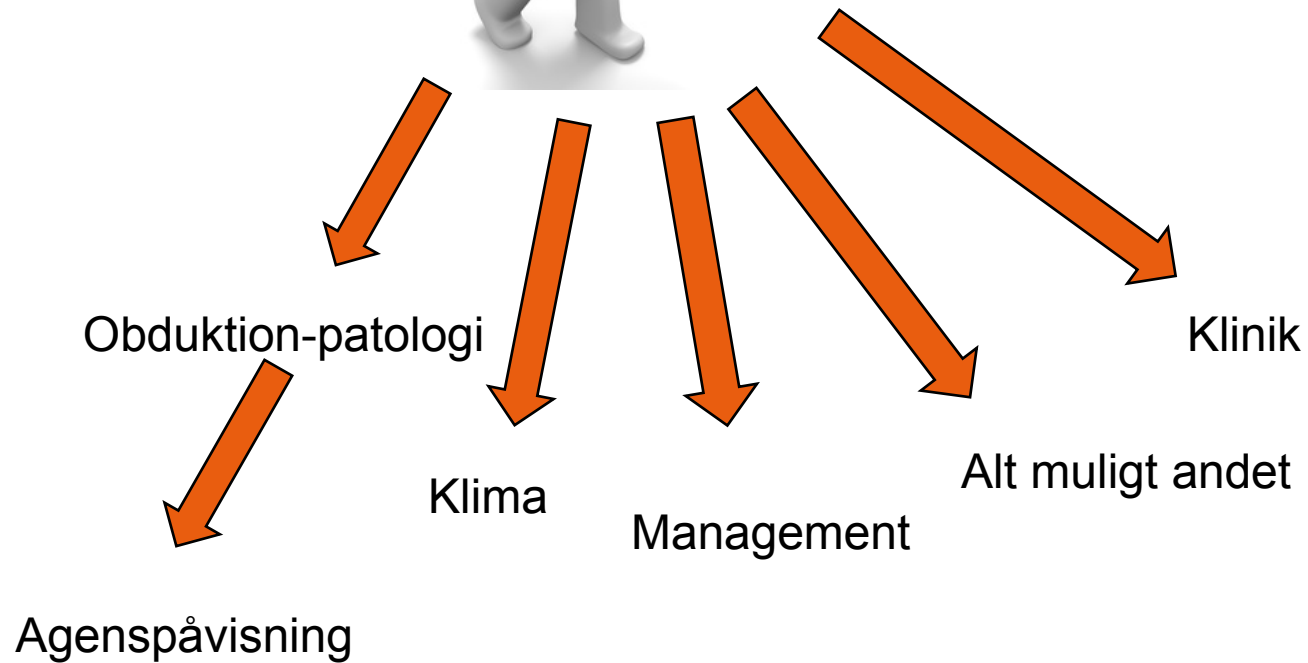 Obduktion-patologi
Klinik
Klima
Alt muligt andet
Management
Agenspåvisning